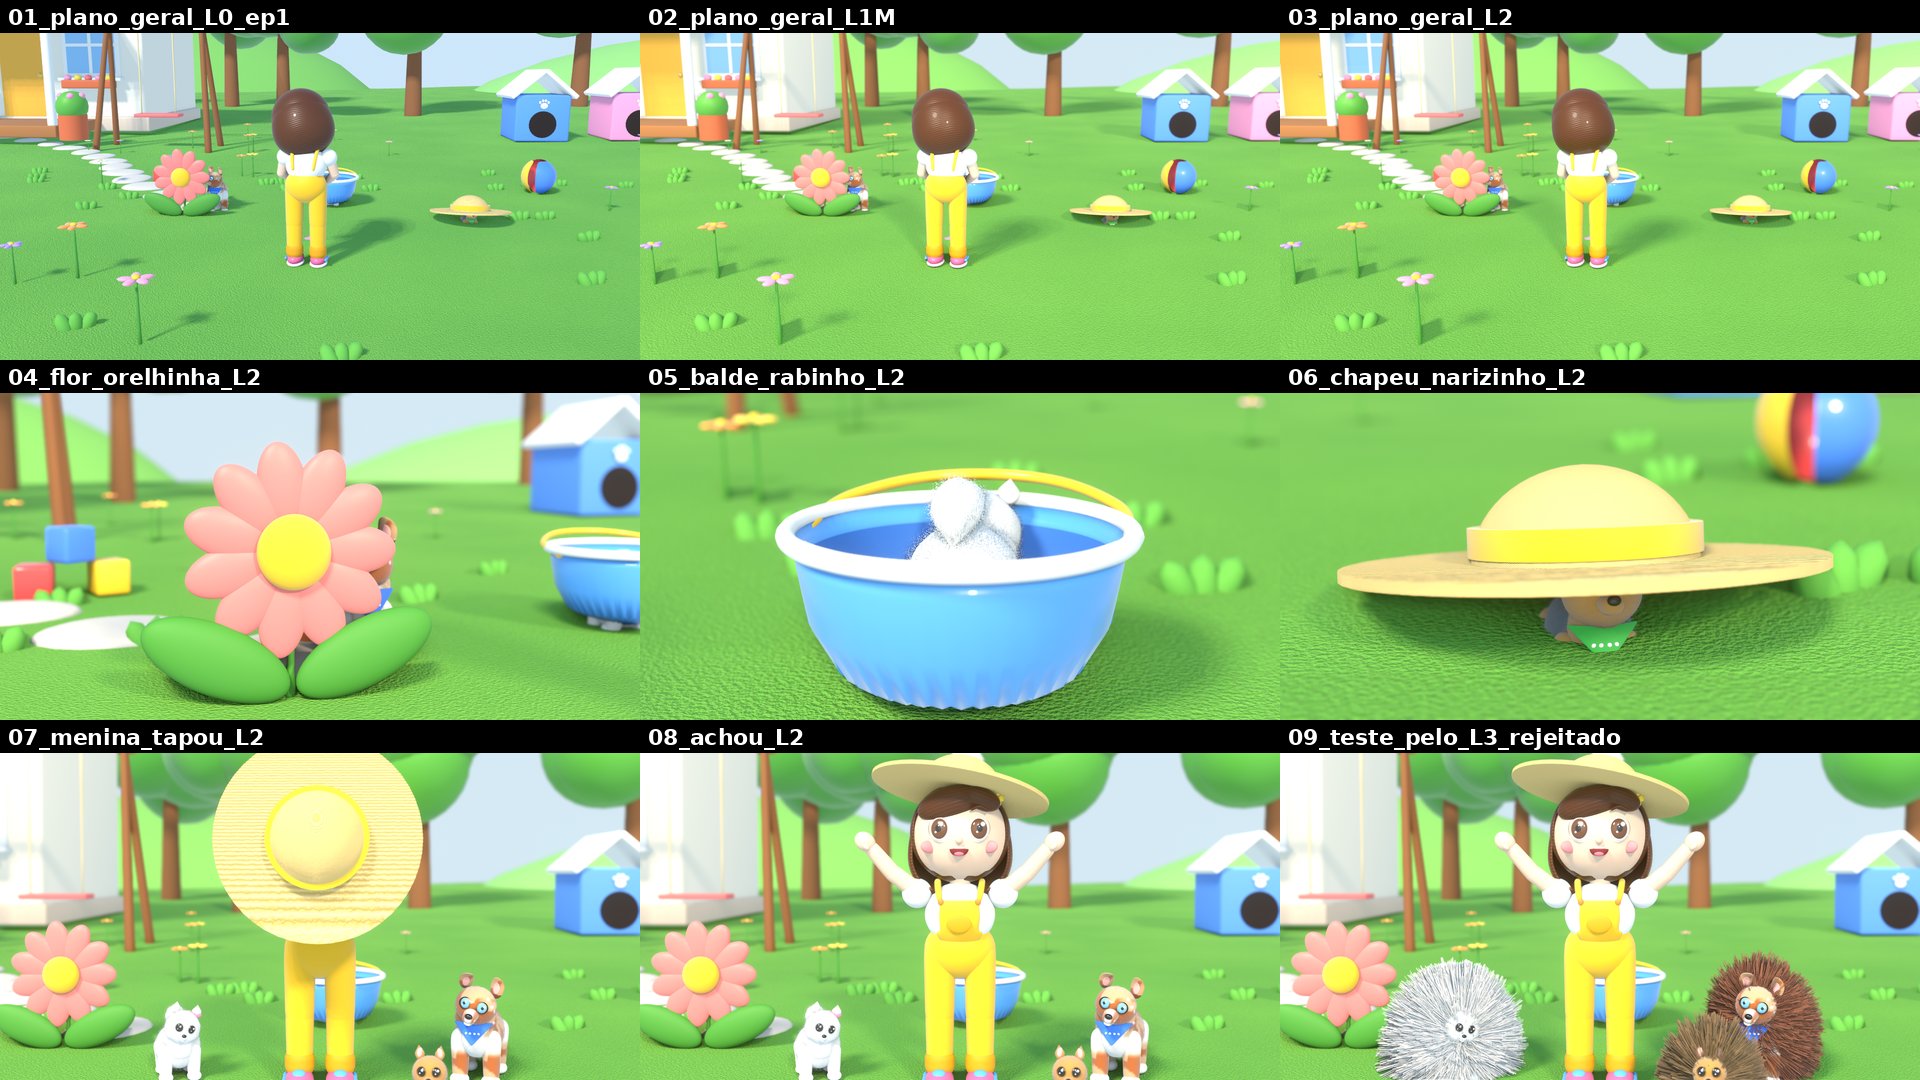 01_plano_geral_L0_ep1
02_plano_geral_L1M
03_plano_geral_L2
04_flor_orelhinha_L2
05_balde_rabinho_L2
06_chapeu_narizinho_L2
07_menina_tapou_L2
08_achou_L2
09_teste_pelo_L3_rejeitado